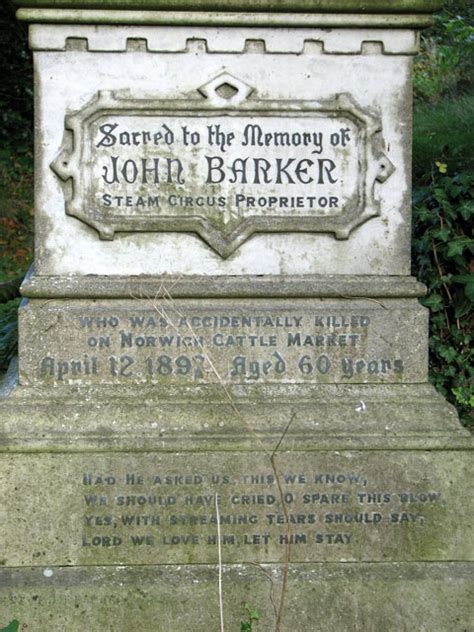 Sacred to the Memory of
JOHN BARKER
STEAM CIRCUS PROPRIETOR
WHO WAS ACCIDENTALLY KILLED
ON NORWICH CATTLE MARKET
April 12 1897 Aged 60 years
HAD HE ASKED US, THIS WE KNOW,
WE SHOULD HAVE CRIED, O SPARE THIS BLOW,
YES, WITH STREAMING TEARS SHOULD SAY,
LORD WE LOVE HIM, LET HIM STAY.